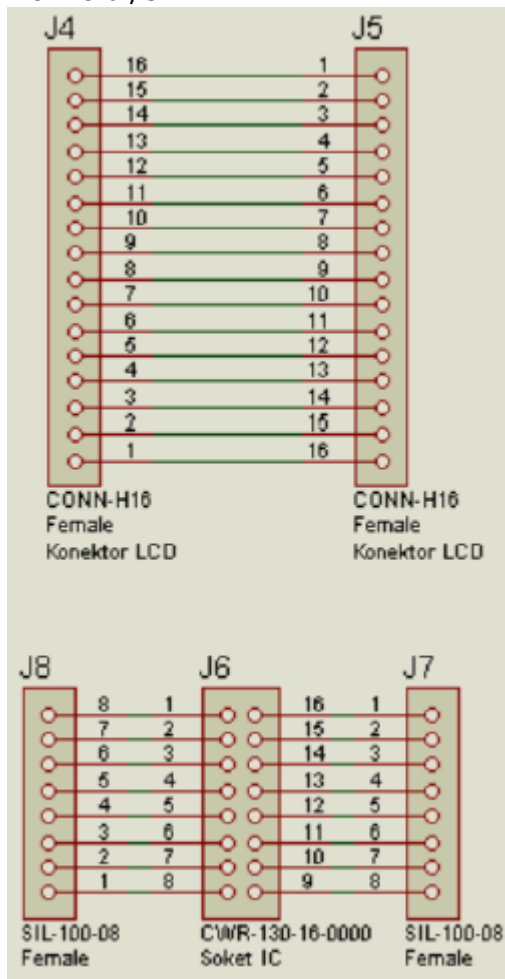 J4 J5
16 1
15 2
14 3
13 4
12 5
11 6
10 7
9 8
8 9
7 10
6 11
5 12
4 13
3 14
2 15
1 16
CONN-H16 CONN-H16
Female Female
Konektor LCD Konektor LCD
J8 J6 J7
8 1 16 1
7 2 15 2
6 3 14 3
5 4 13 4
4 5 12 5
3 6 11 6
2 7 10 7
1 8 9 8
SIL-100-08 CWR-130-16-0000 SIL-100-08
Female Soket IC Female